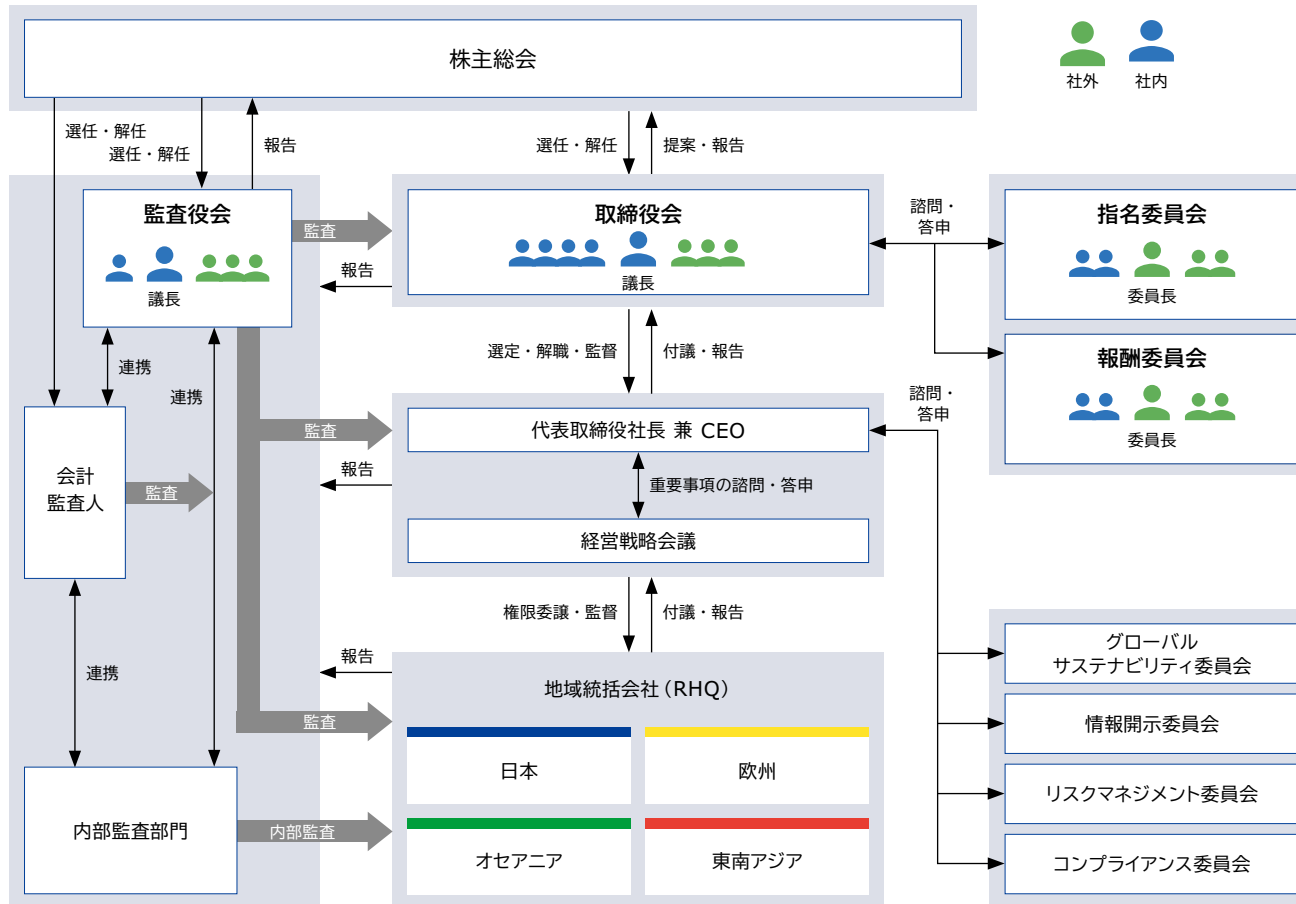 株主総会
社外
社内
選任・解任
選任・解任
報告
選任・解任
提案・報告
監査役会
議長
監査
報告
取締役会
議長
諮問・
答申
指名委員会
委員長
報酬委員会
委員長
連携
連携
選定・解職・監督
付議・報告
会計
監査人
監査
監査
報告
代表取締役社長 兼 CEO
重要事項の諮問・答申
経営戦略会議
諮問・
答申
権限委譲・監督
付議・報告
連携
報告
監査
地域統括会社(RHQ)
日本
欧州
オセアニア
東南アジア
内部監査部門
内部監査
グローバル
サステナビリティ委員会
情報開示委員会
リスクマネジメント委員会
コンプライアンス委員会